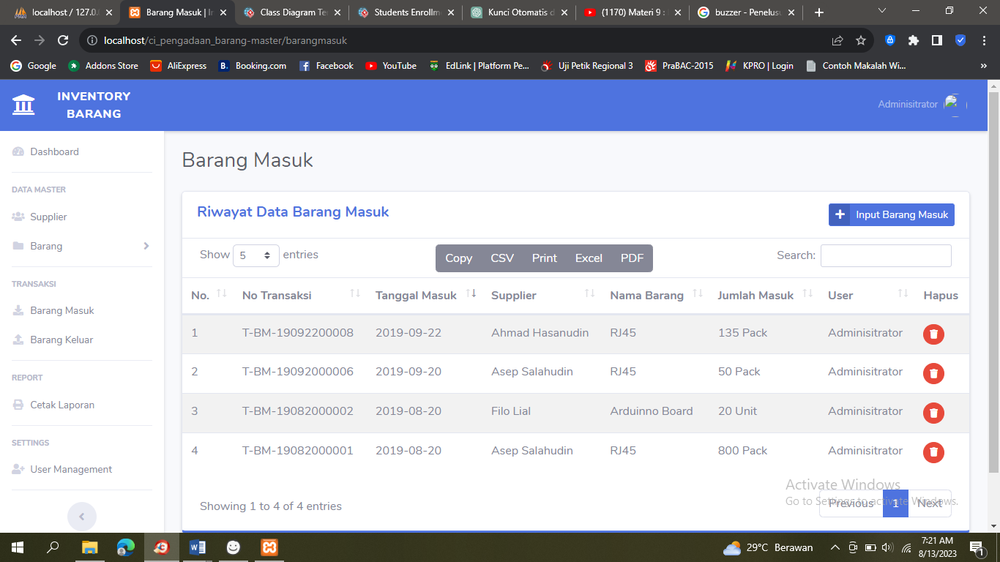 localhost / 127.0.
Barang Masuk | In
Class Diagram Te
Students Enrollm
Kunci Otomatis d
(1170) Materi 9 :
buzzer - Penelusu
localhost/ci_pengadaan_barang-master/barangmasuk
Google Addons Store AliExpress Booking.com Facebook YouTube EdLink | Platform Pe... Uji Petik Regional 3 PraBAC-2015 KPRO | Login Contoh Makalah Wi...
INVENTORY
BARANG
Adminisitrator
Dashboard
DATA MASTER
Supplier
Barang
TRANSAKSI
Barang Masuk
Barang Keluar
REPORT
Cetak Laporan
SETTINGS
User Management
Barang Masuk
Riwayat Data Barang Masuk
Input Barang Masuk
Show 5 entries
Copy CSV Print Excel PDF
Search:
No. No Transaksi Tanggal Masuk Supplier Nama Barang Jumlah Masuk User Hapus
1 T-BM-19092200008 2019-09-22 Ahmad Hasanudin RJ45 135 Pack Adminisitrator
2 T-BM-19092000006 2019-09-20 Asep Salahudin RJ45 50 Pack Adminisitrator
3 T-BM-19082000002 2019-08-20 Filo Lial Arduinno Board 20 Unit Adminisitrator
4 T-BM-19082000001 2019-08-20 Asep Salahudin RJ45 800 Pack Adminisitrator
Showing 1 to 4 of 4 entries
Previous 1 Next
Activate Windows
Go to Settings to activate Windows.
29°C Berawan
7:21 AM
8/13/2023
1